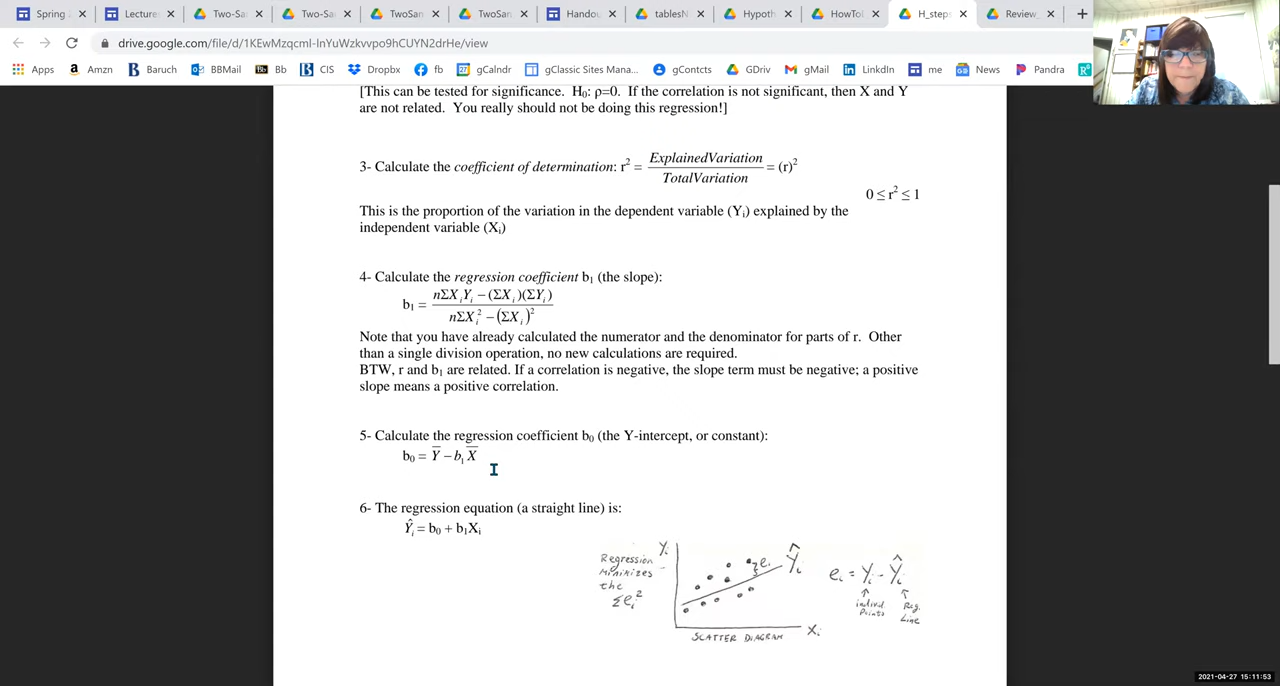 Spring
Lecture
Two-Sa
Two-Sa
TwoSan
TwoSan
Handou
tablesN
Hypoth
HowTo
H_step
Review_
drive.google.com/file/d/1KEwMzqcmI-InYuWzkvvpo9hCUYN2drHe/view
Apps Amzn Baruch BBMail Bb CIS Dropbx fb gCalndr gClassic Sites Mana... gContcts GDriv gMail LinkdIn me News Pandra
[This can be tested for significance. H₀: ρ=0. If the correlation is not significant, then X and Y
are not related. You really should not be doing this regression!]
3- Calculate the coefficient of determination: r² = ExplainedVariation / TotalVariation = (r)²
0 ≤ r² ≤ 1
This is the proportion of the variation in the dependent variable (Yᵢ) explained by the
independent variable (Xᵢ)
4- Calculate the regression coefficient b₁ (the slope):
b₁ = nΣXᵢYᵢ – (ΣXᵢ)(ΣYᵢ) / nΣXᵢ² – (ΣXᵢ)²
Note that you have already calculated the numerator and the denominator for parts of r. Other
than a single division operation, no new calculations are required.
BTW, r and b₁ are related. If a correlation is negative, the slope term must be negative; a positive
slope means a positive correlation.
5- Calculate the regression coefficient b₀ (the Y-intercept, or constant):
b₀ = Y̅ – b₁X̅
6- The regression equation (a straight line) is:
Ŷᵢ = b₀ + b₁Xᵢ
Regression
Minimizes
the
Σeᵢ²
Yᵢ
eᵢ
Ŷᵢ
Xᵢ
SCATTER DIAGRAM
eᵢ = Yᵢ – Ŷᵢ
individ. Points
Reg. Line
2021-04-27 15:11:53